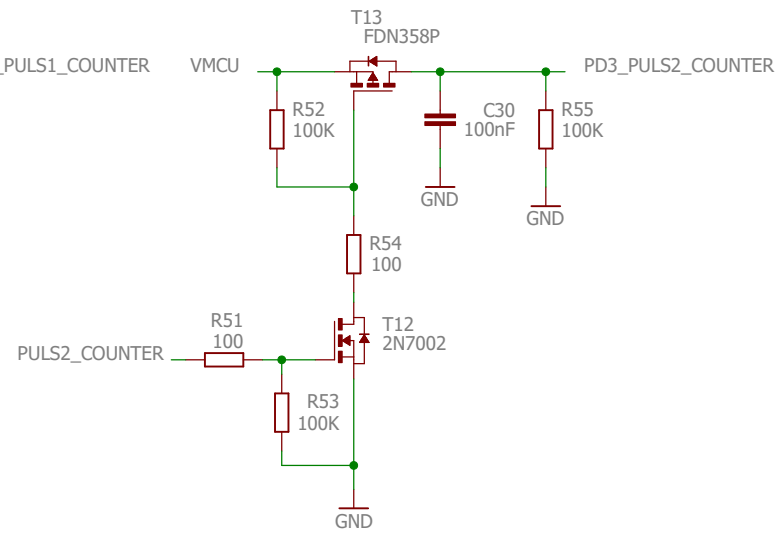 T13
FDN358P
_PULS1_COUNTER
VMCU
PD3_PULS2_COUNTER
R52
100K
C30
100nF
R55
100K
GND
GND
R54
100
R51
100
T12
2N7002
PULS2_COUNTER
R53
100K
GND